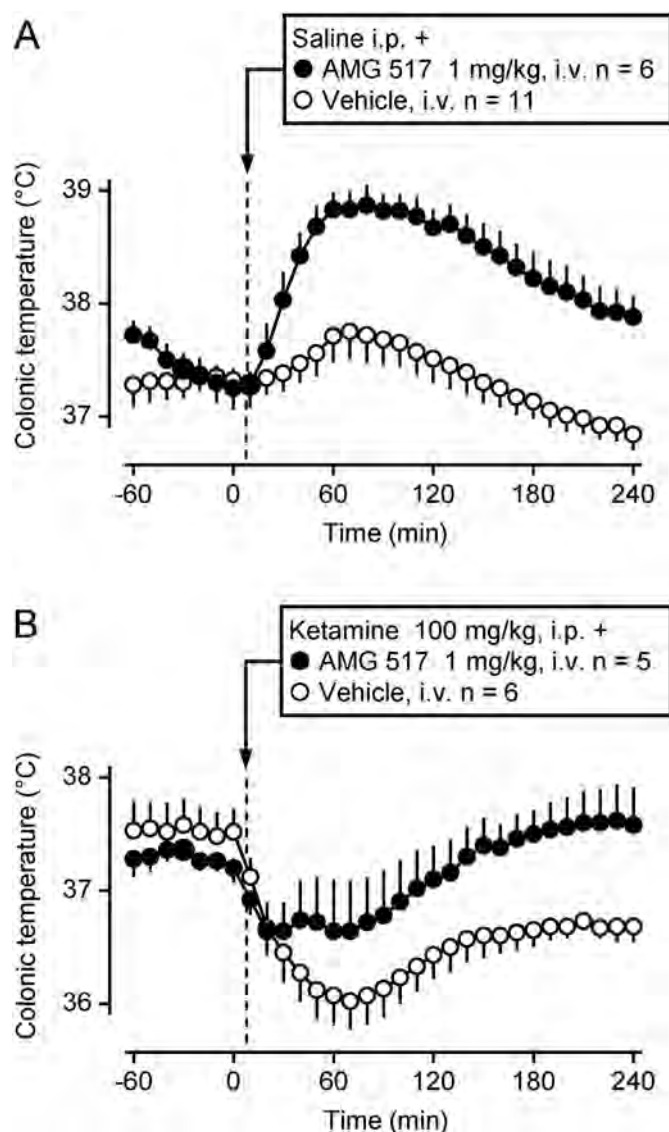 A
Saline i.p. +
● AMG 517 1 mg/kg, i.v. n = 6
○ Vehicle, i.v. n = 11
Colonic temperature (°C)
39
38
37
-60 0 60 120 180 240
Time (min)
B
Ketamine 100 mg/kg, i.p. +
● AMG 517 1 mg/kg, i.v. n = 5
○ Vehicle, i.v. n = 6
Colonic temperature (°C)
38
37
36
-60 0 60 120 180 240
Time (min)